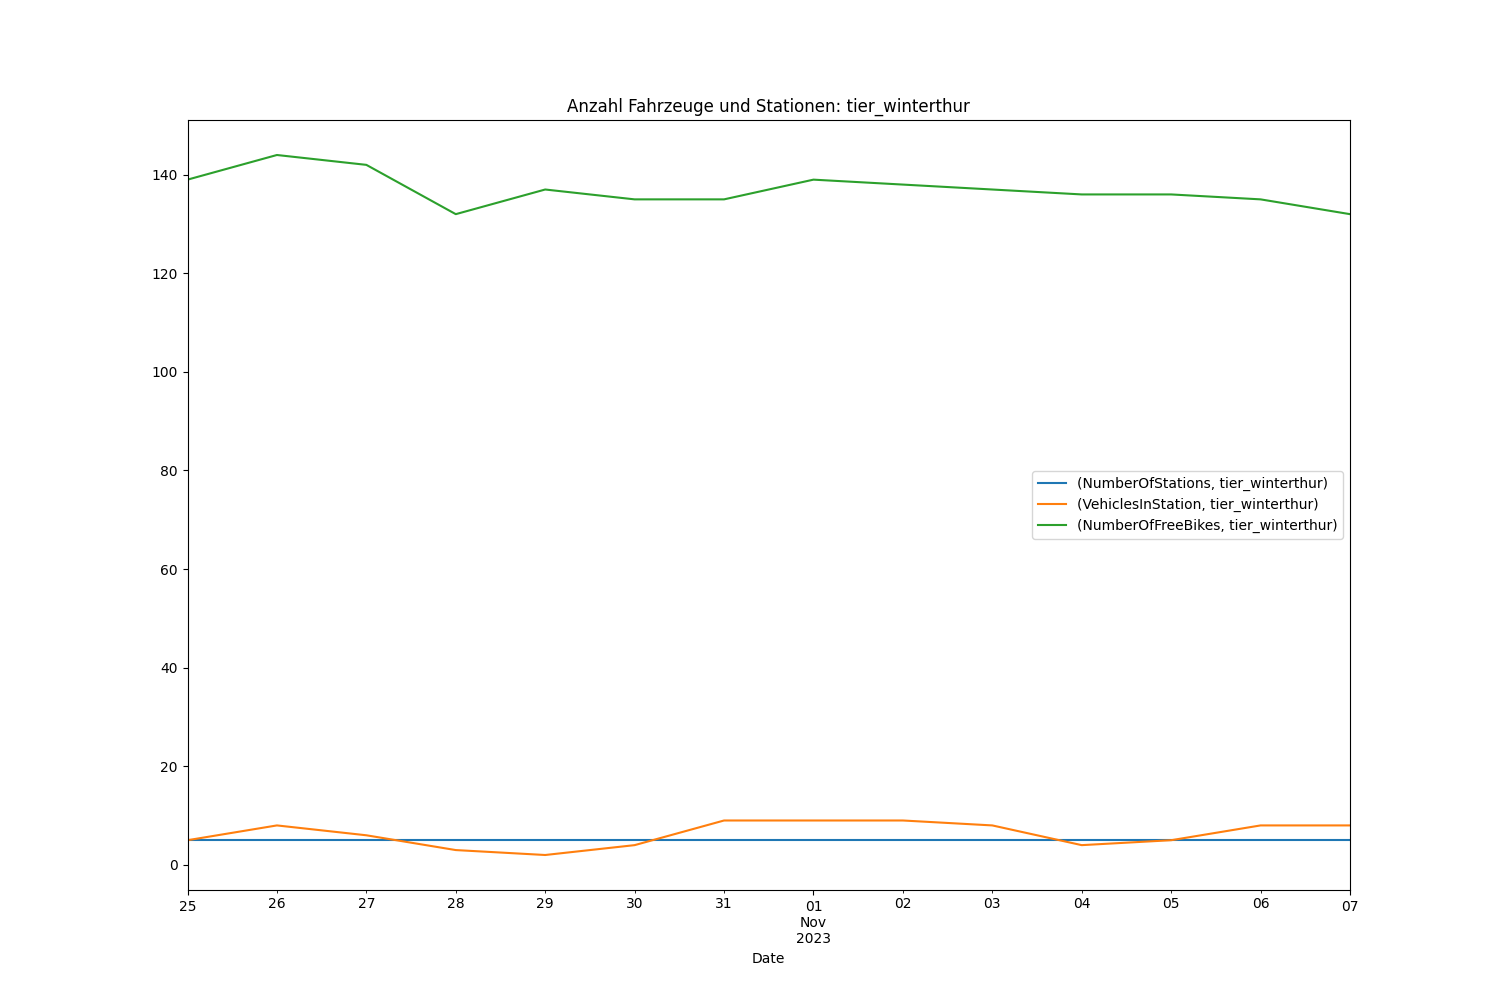 Anzahl Fahrzeuge und Stationen: tier_winterthur
140
120
100
80
60
40
20
0
(NumberOfStations, tier_winterthur)
(VehiclesInStation, tier_winterthur)
(NumberOfFreeBikes, tier_winterthur)
25 26 27 28 29 30 31 01 02 03 04 05 06 07
Nov
2023
Date